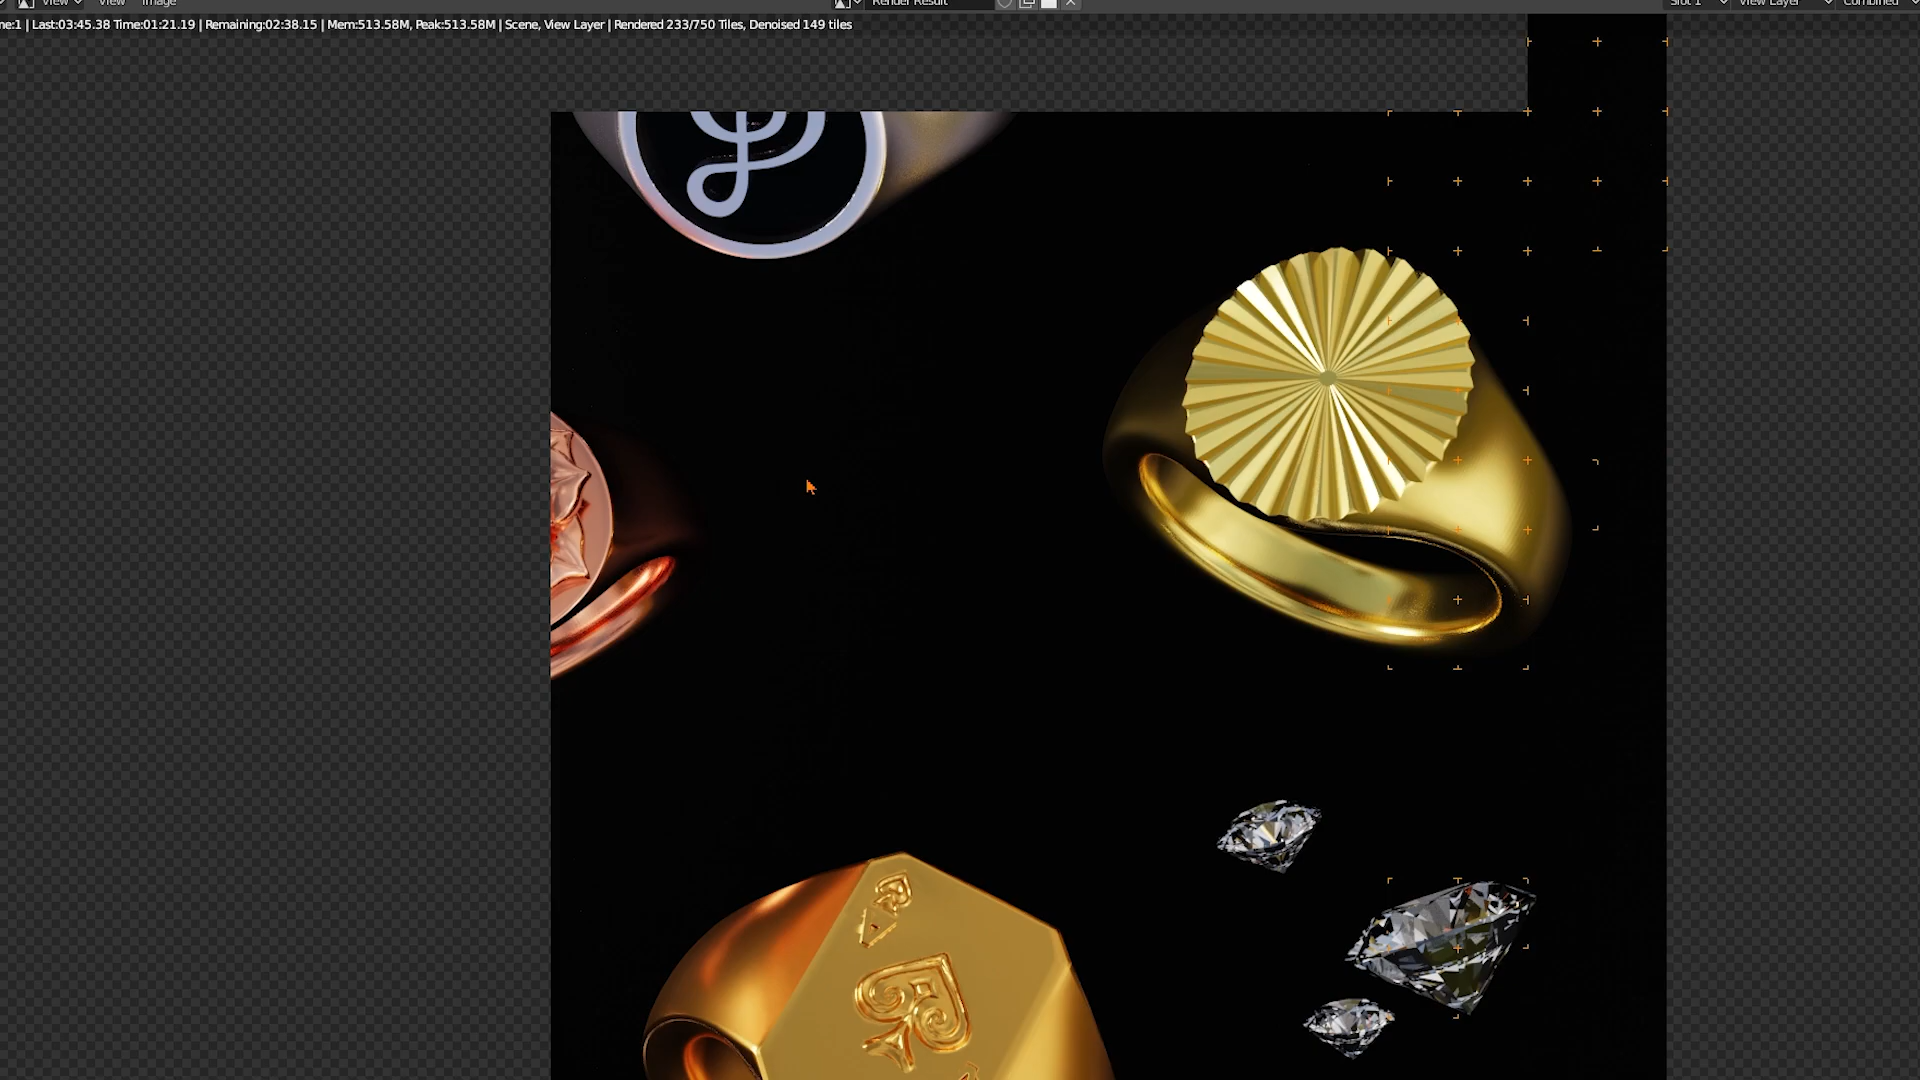 View View Image Render Result Slot 1 View Layer Combined
ne:1 | Last:03:45.38 Time:01:21.19 | Remaining:02:38.15 | Mem:513.58M, Peak:513.58M | Scene, View Layer | Rendered 233/750 Tiles, Denoised 149 tiles
A